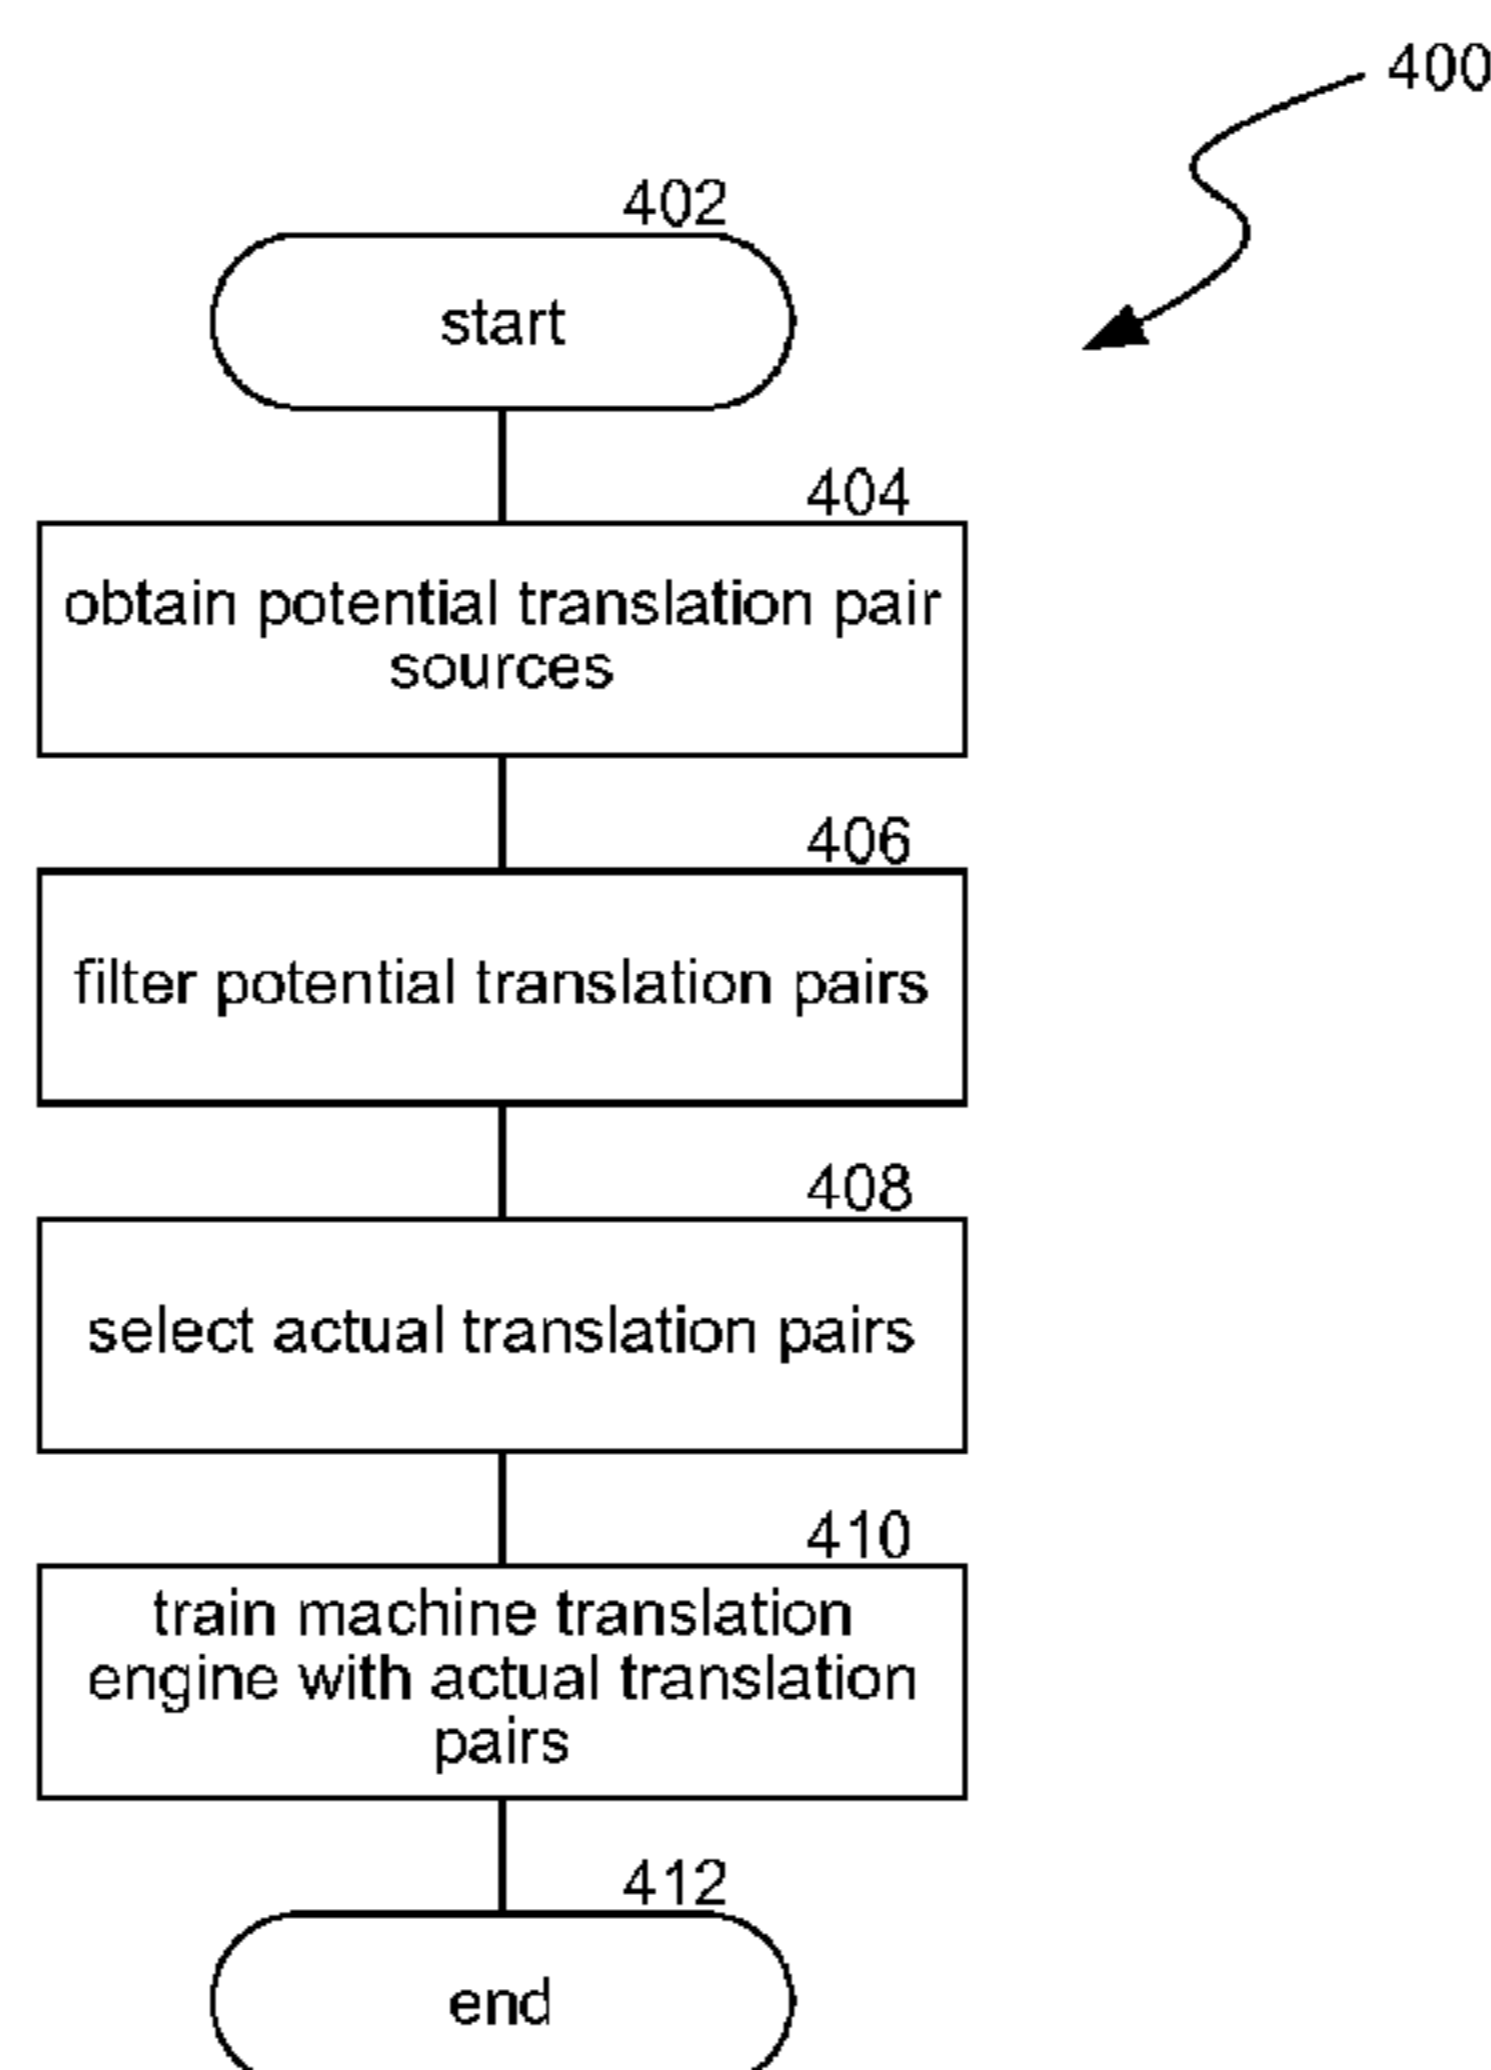 400
402
start
404
obtain potential translation pair
sources
406
filter potential translation pairs
408
select actual translation pairs
410
train machine translation
engine with actual translation
pairs
412
end